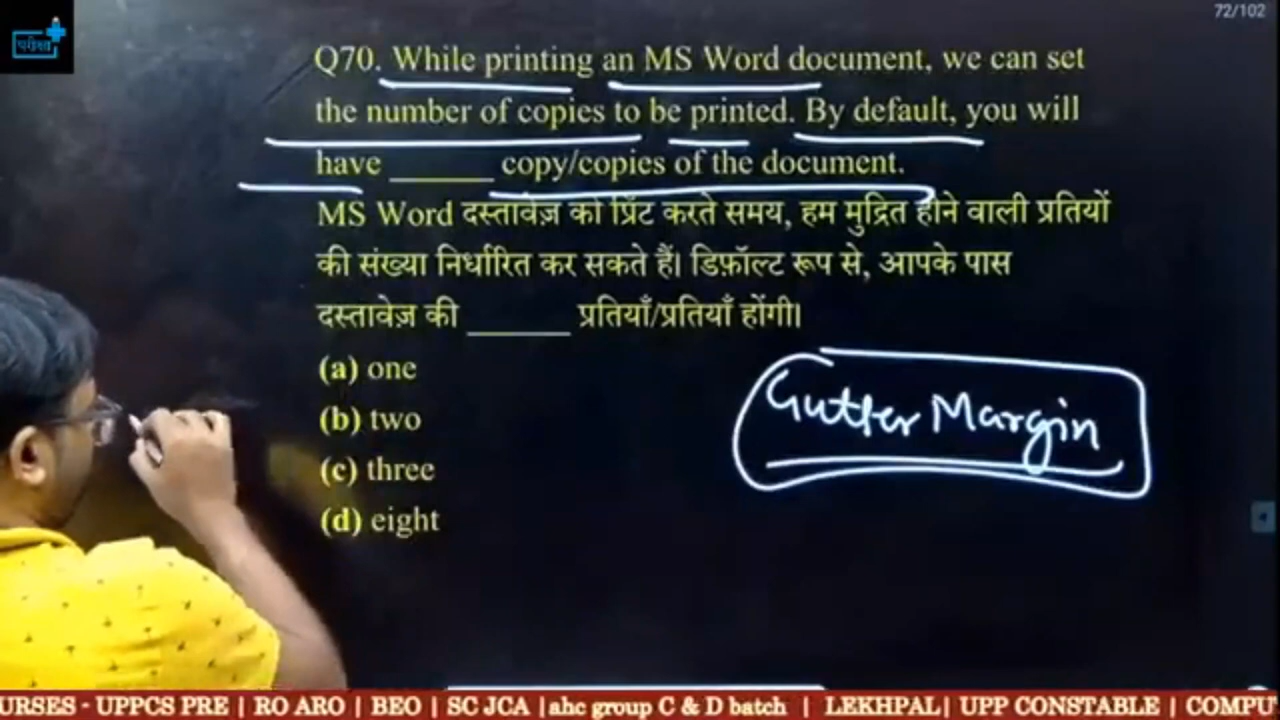 72/102
परीक्षा
Q70. While printing an MS Word document, we can set
the number of copies to be printed. By default, you will
have ______ copy/copies of the document.
MS Word दस्तावेज़ को प्रिंट करते समय, हम मुद्रित होने वाली प्रतियों
की संख्या निर्धारित कर सकते हैं। डिफ़ॉल्ट रूप से, आपके पास
दस्तावेज़ की ______ प्रतियाँ/प्रतियाँ होंगी।
(a) one
Gutter Margin
(b) two
(c) three
(d) eight
URSES - UPPCS PRE | RO ARO | BEO | SC JCA |ahc group C & D batch | LEKHPAL| UPP CONSTABLE | COMPU